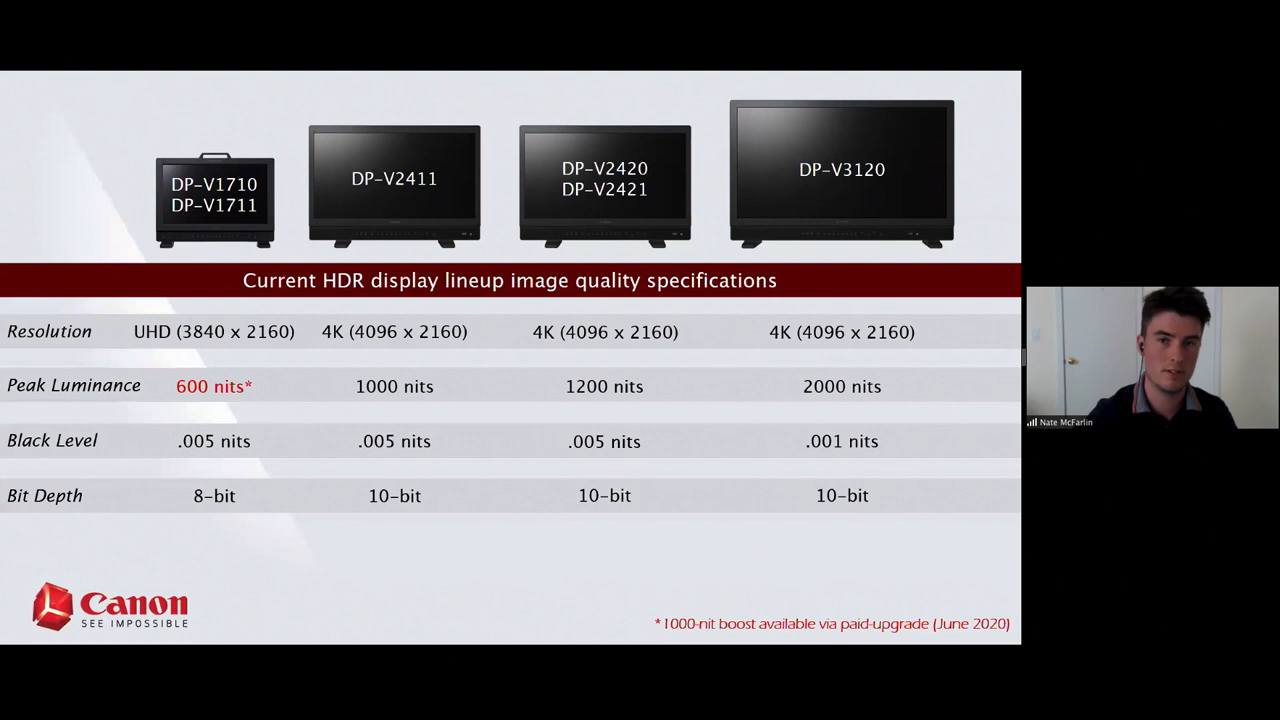 DP-V1710
DP-V1711
DP-V2411
DP-V2420
DP-V2421
DP-V3120
Current HDR display lineup image quality specifications
Resolution UHD (3840 x 2160) 4K (4096 x 2160) 4K (4096 x 2160) 4K (4096 x 2160)
Peak Luminance 600 nits* 1000 nits 1200 nits 2000 nits
Black Level .005 nits .005 nits .005 nits .001 nits
Bit Depth 8-bit 10-bit 10-bit 10-bit
Canon
SEE IMPOSSIBLE
*1000-nit boost available via paid-upgrade (June 2020)
Nate McFarlin